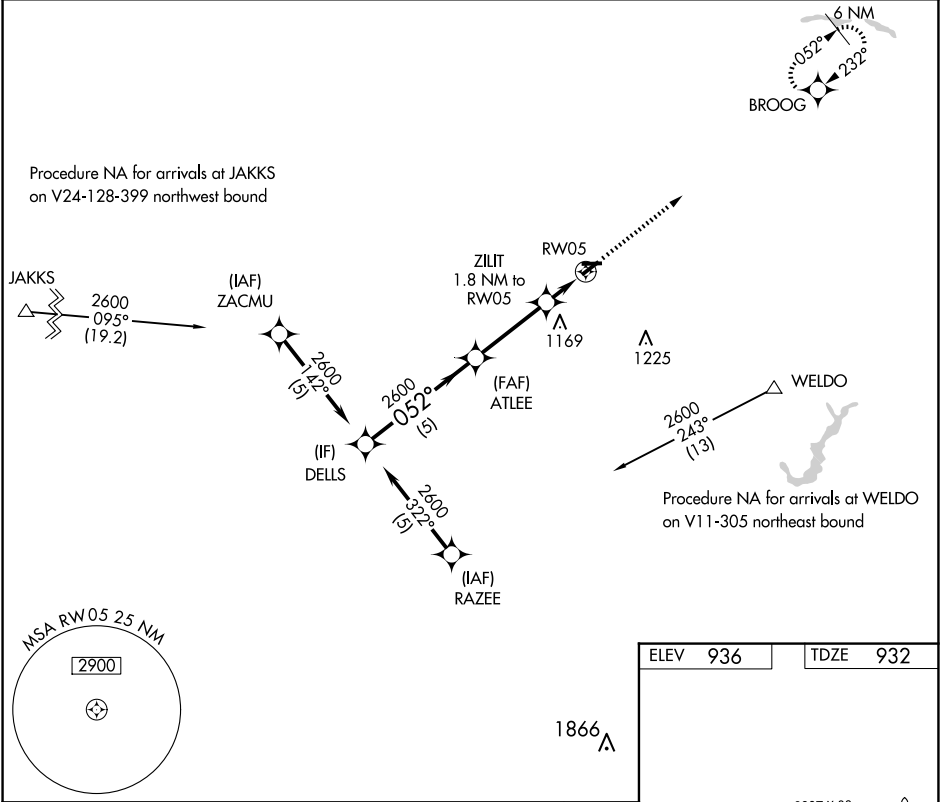 6 NM
052°
232°
BROOG
Procedure NA for arrivals at JAKKS
on V24-128-399 northwest bound
JAKKS
2600
095°
(19.2)
(IAF)
ZACMU
2600
142°
(5)
ZILIT
1.8 NM to
RW05
RW05
1169
1225
(FAF)
ATLEE
2600
052°
(5)
(IF)
DELLS
WELDO
2600
243°
(13)
Procedure NA for arrivals at WELDO
on V11-305 northeast bound
2600
322°
(5)
(IAF)
RAZEE
MSA RW05 25 NM
2900
1866
ELEV 936
TDZE 932